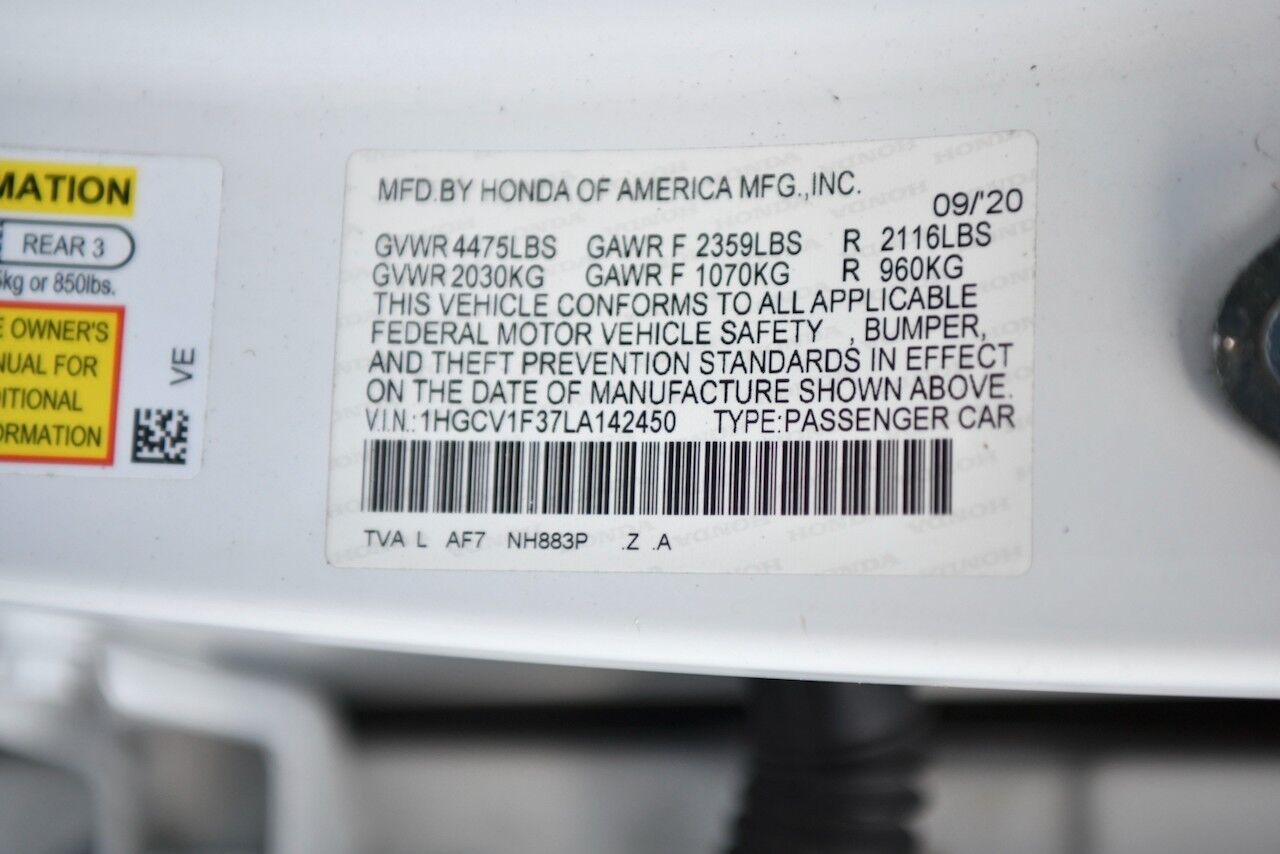 MATION
REAR 3
kg or 850lbs.
OWNER'S
FOR
VE
MFD.BY HONDA OF AMERICA MFG.,INC.
09/'20
GVWR 4475LBS GAWR F 2359LBS R 2116LBS
GVWR 2030KG GAWR F 1070KG R 960KG
THIS VEHICLE CONFORMS TO ALL APPLICABLE
FEDERAL MOTOR VEHICLE SAFETY , BUMPER,
AND THEFT PREVENTION STANDARDS IN EFFECT
ON THE DATE OF MANUFACTURE SHOWN ABOVE.
V.I.N.:1HGCV1F37LA142450 TYPE:PASSENGER CAR
TVA L AF7 NH883P .Z .A